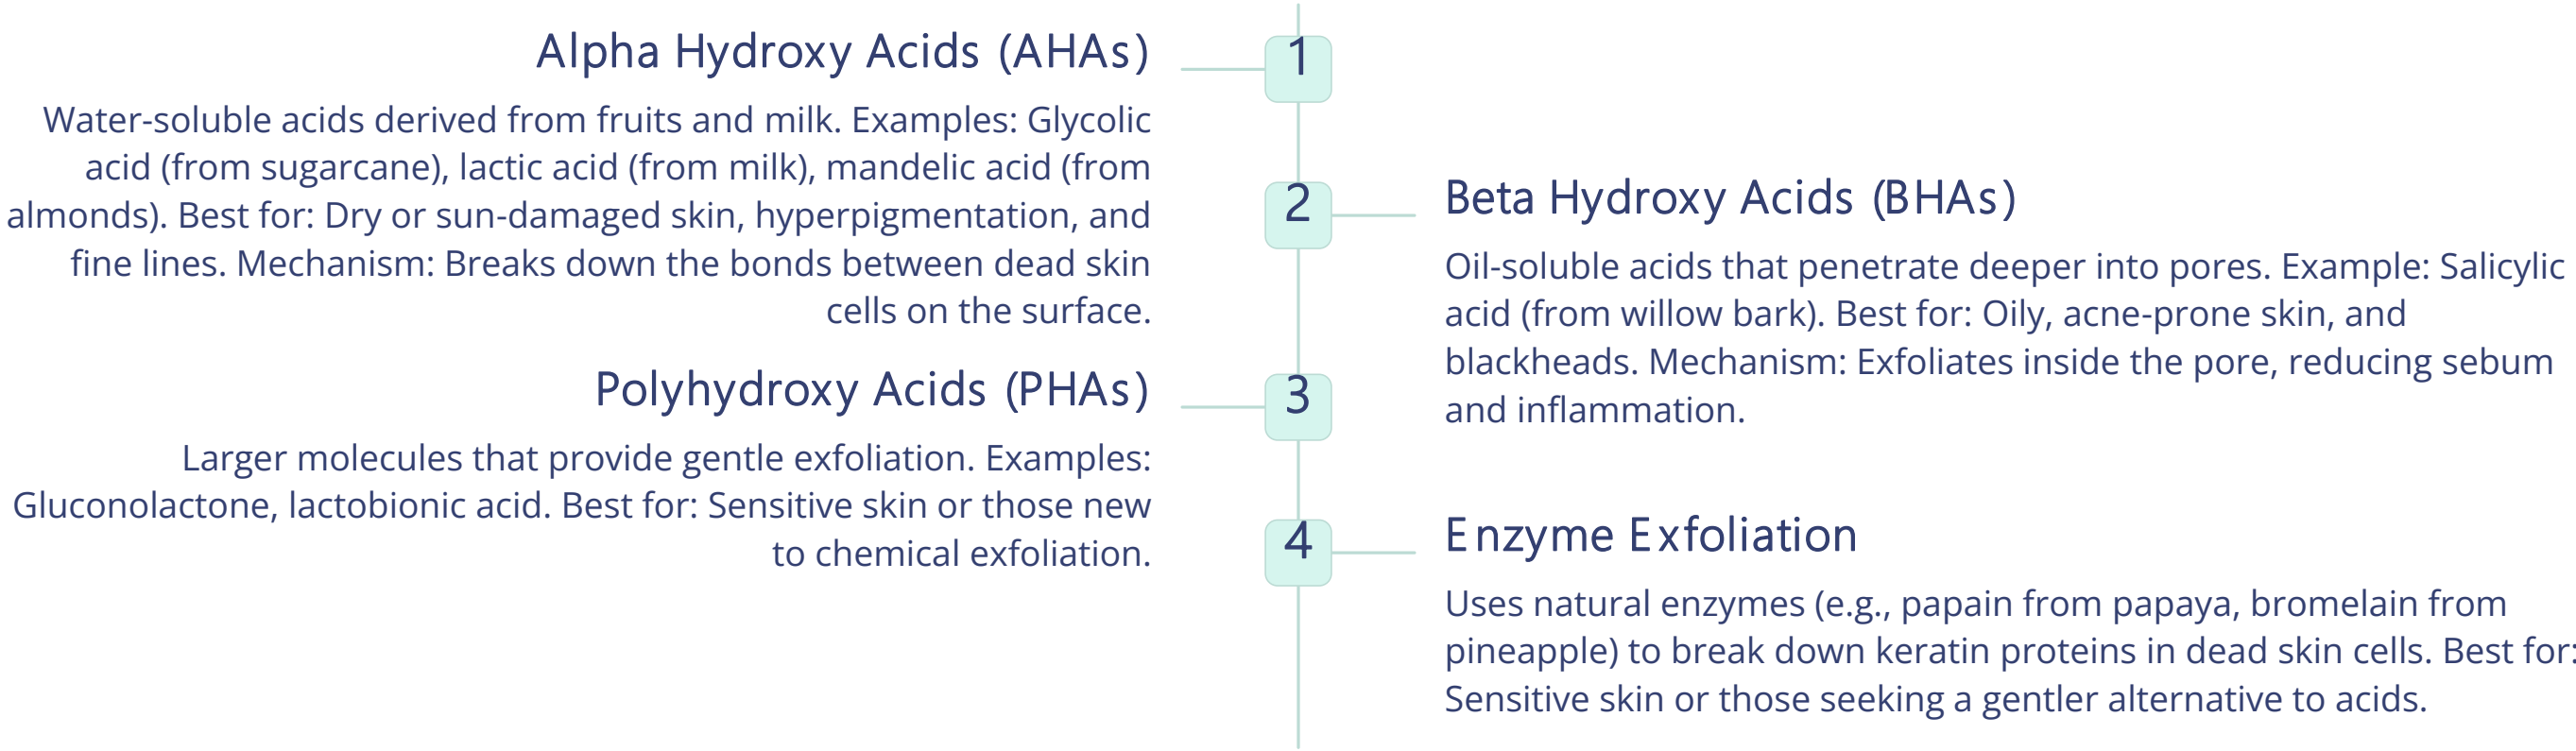 1
Alpha Hydroxy Acids (AHAs)
Water-soluble acids derived from fruits and milk. Examples: Glycolic
acid (from sugarcane), lactic acid (from milk), mandelic acid (from
almonds). Best for: Dry or sun-damaged skin, hyperpigmentation, and
fine lines. Mechanism: Breaks down the bonds between dead skin
cells on the surface.
2
Beta Hydroxy Acids (BHAs)
Oil-soluble acids that penetrate deeper into pores. Example: Salicylic
acid (from willow bark). Best for: Oily, acne-prone skin, and
blackheads. Mechanism: Exfoliates inside the pore, reducing sebum
and inflammation.
3
Polyhydroxy Acids (PHAs)
Larger molecules that provide gentle exfoliation. Examples:
Gluconolactone, lactobionic acid. Best for: Sensitive skin or those new
to chemical exfoliation.
4
Enzyme Exfoliation
Uses natural enzymes (e.g., papain from papaya, bromelain from
pineapple) to break down keratin proteins in dead skin cells. Best for:
Sensitive skin or those seeking a gentler alternative to acids.